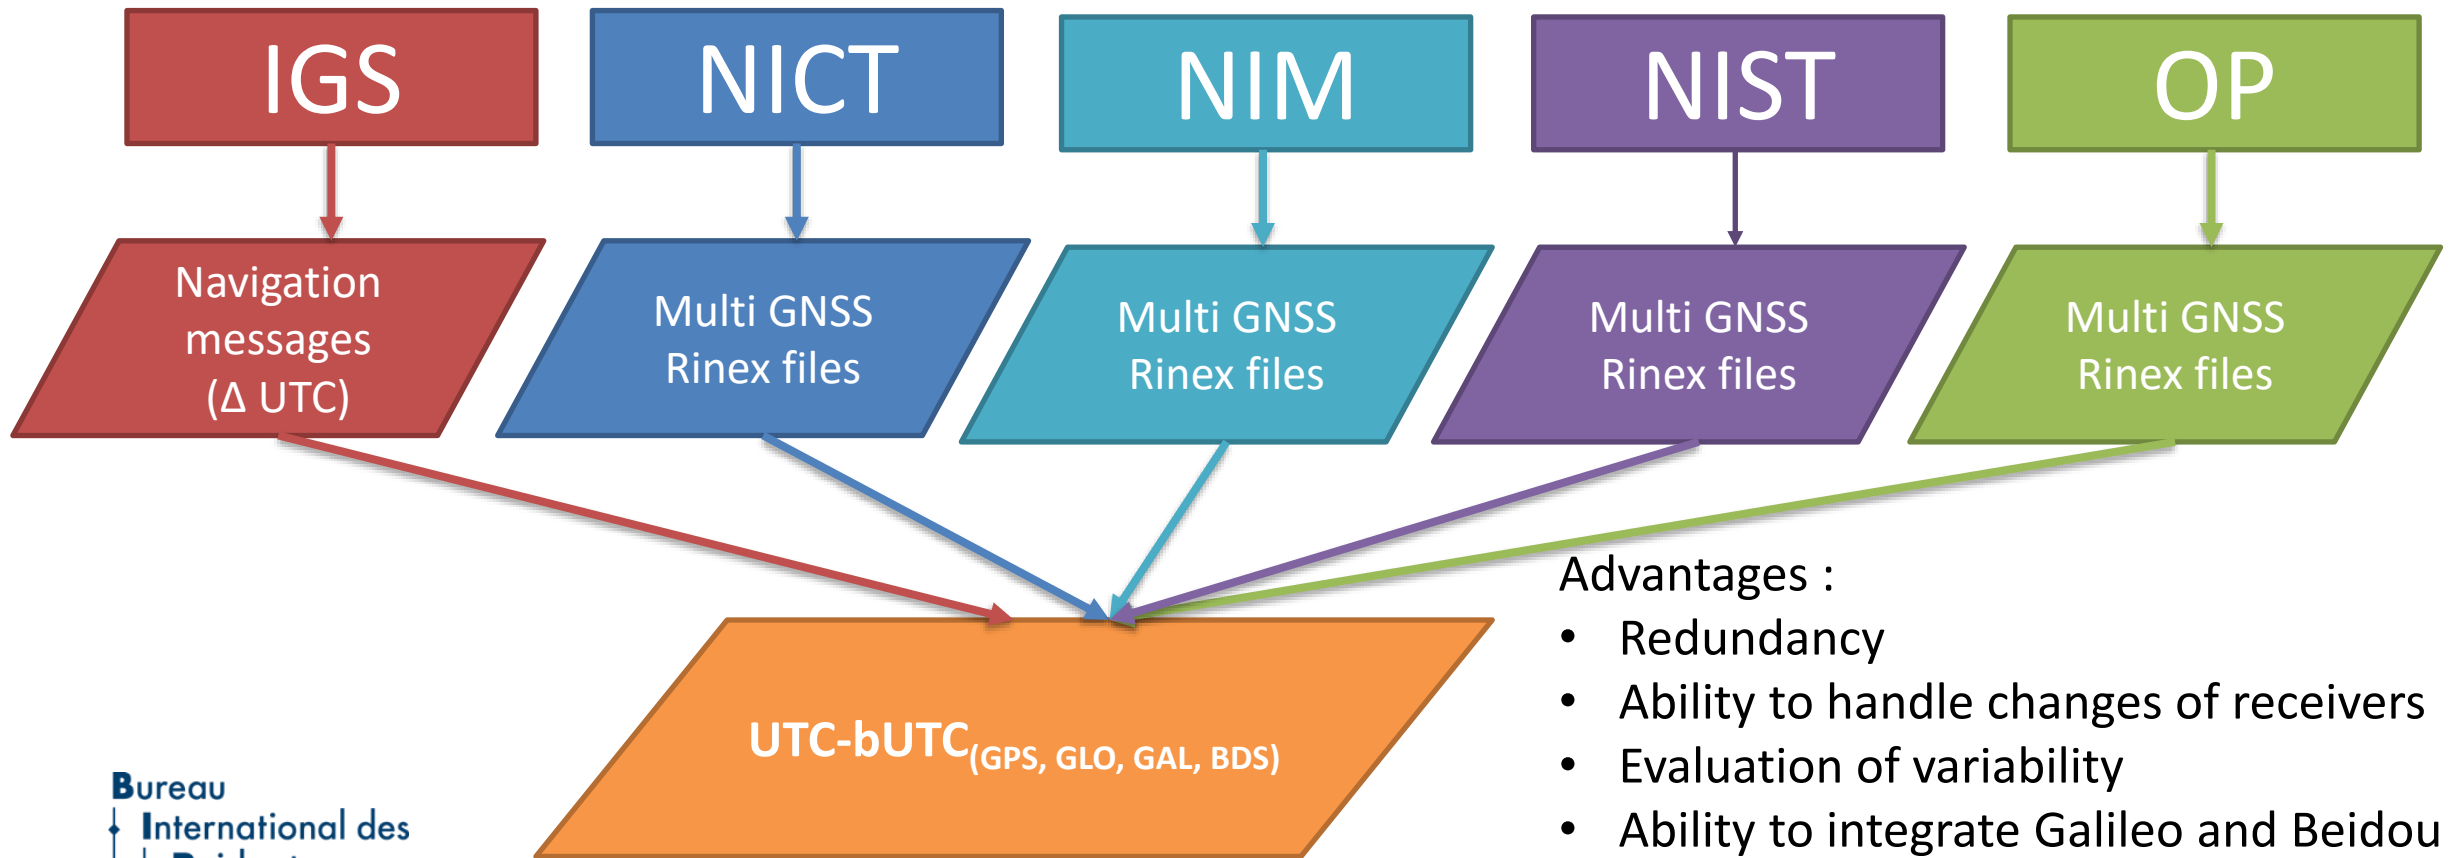 IGS
NICT
NIM
NIST
OP
Navigation
messages
(Δ UTC)
Multi GNSS
Rinex files
Multi GNSS
Rinex files
Multi GNSS
Rinex files
Multi GNSS
Rinex files
UTC-bUTC(GPS, GLO, GAL, BDS)
Advantages :
• Redundancy
• Ability to handle changes of receivers
• Evaluation of variability
• Ability to integrate Galileo and Beidou
Bureau
International des